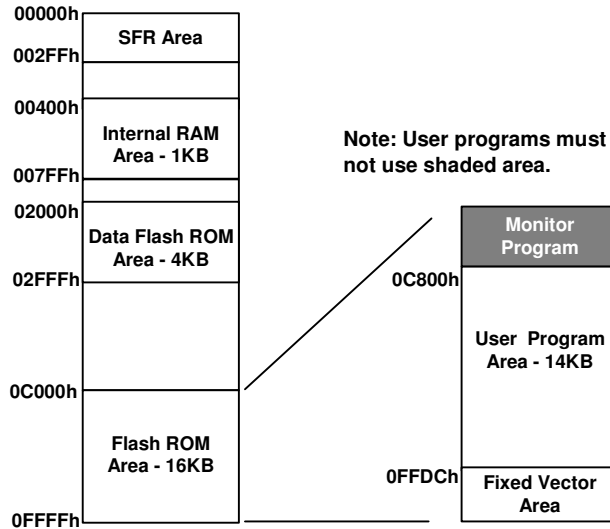 00000h
SFR Area
002FFh
00400h
Internal RAM
Area - 1KB
007FFh
02000h
Data Flash ROM
Area - 4KB
02FFFh
0C000h
Flash ROM
Area - 16KB
0FFFFh
Note: User programs must
not use shaded area.
Monitor
Program
0C800h
User Program
Area - 14KB
0FFDCh
Fixed Vector
Area